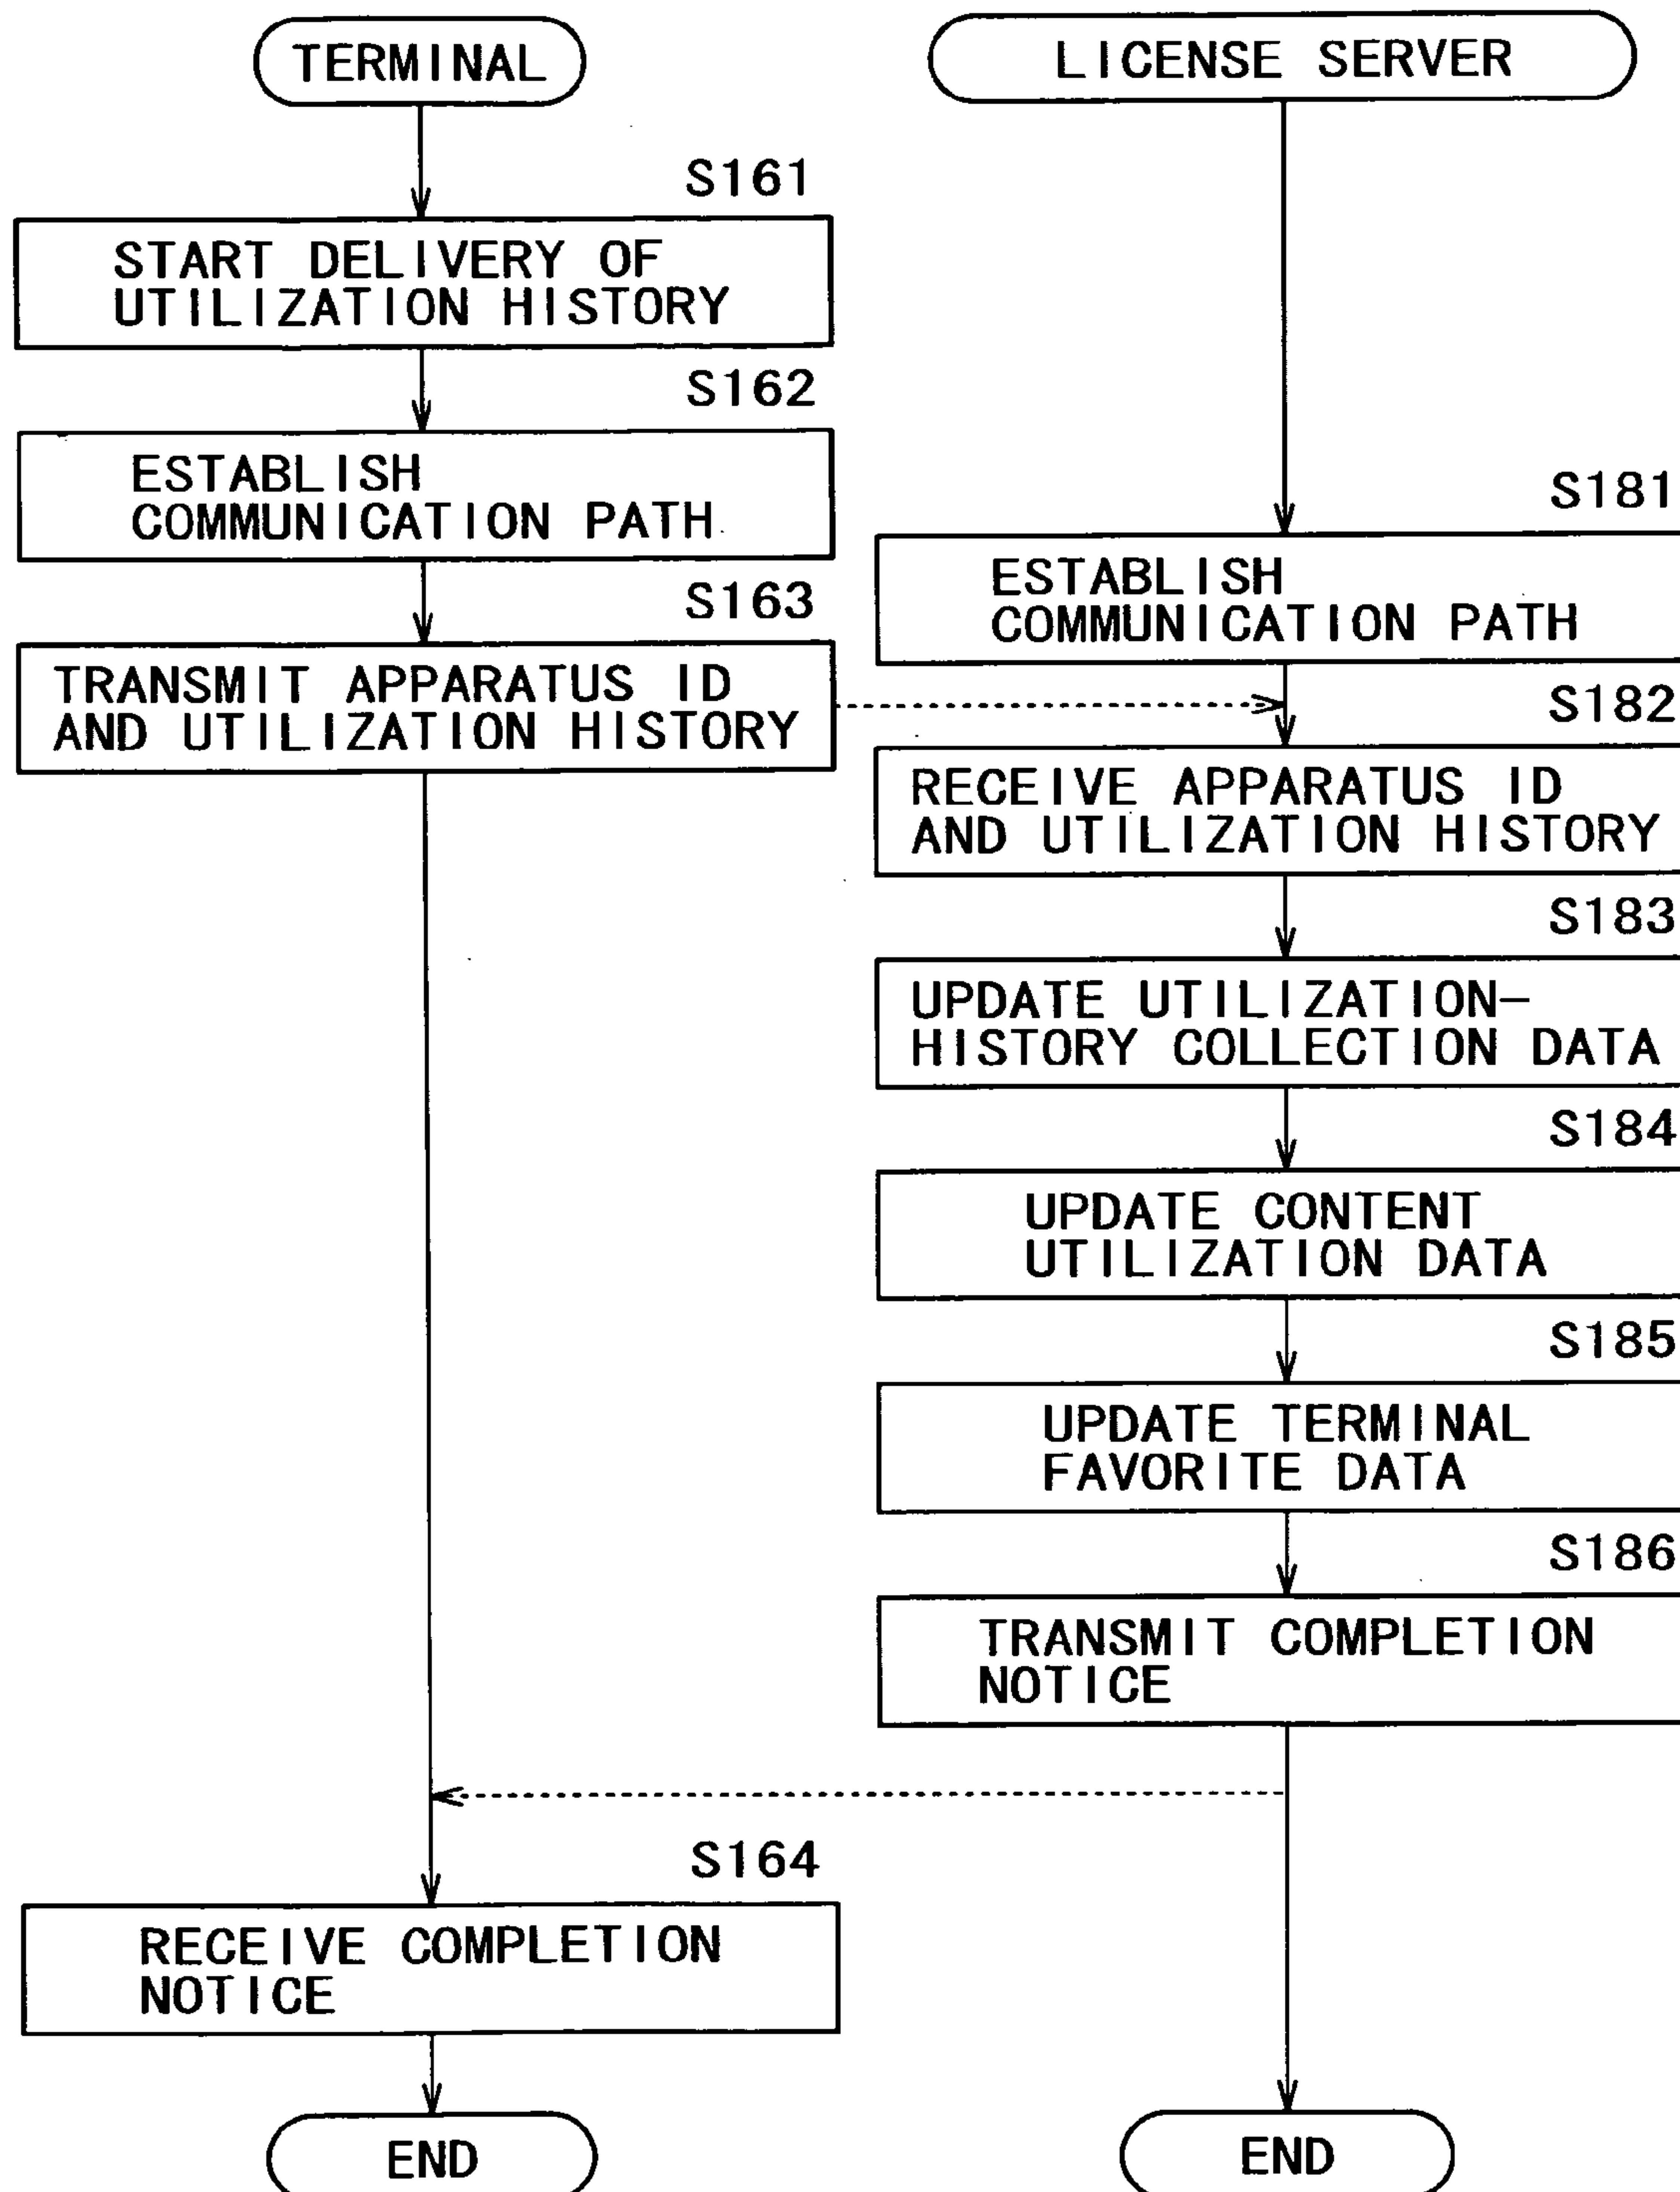 TERMINAL
S161
START DELIVERY OF
UTILIZATION HISTORY
S162
ESTABLISH
COMMUNICATION PATH
S163
TRANSMIT APPARATUS ID
AND UTILIZATION HISTORY
S164
RECEIVE COMPLETION
NOTICE
END
LICENSE SERVER
S181
ESTABLISH
COMMUNICATION PATH
S182
RECEIVE APPARATUS ID
AND UTILIZATION HISTORY
S183
UPDATE UTILIZATION-
HISTORY COLLECTION DATA
S184
UPDATE CONTENT
UTILIZATION DATA
S185
UPDATE TERMINAL
FAVORITE DATA
S186
TRANSMIT COMPLETION
NOTICE
END